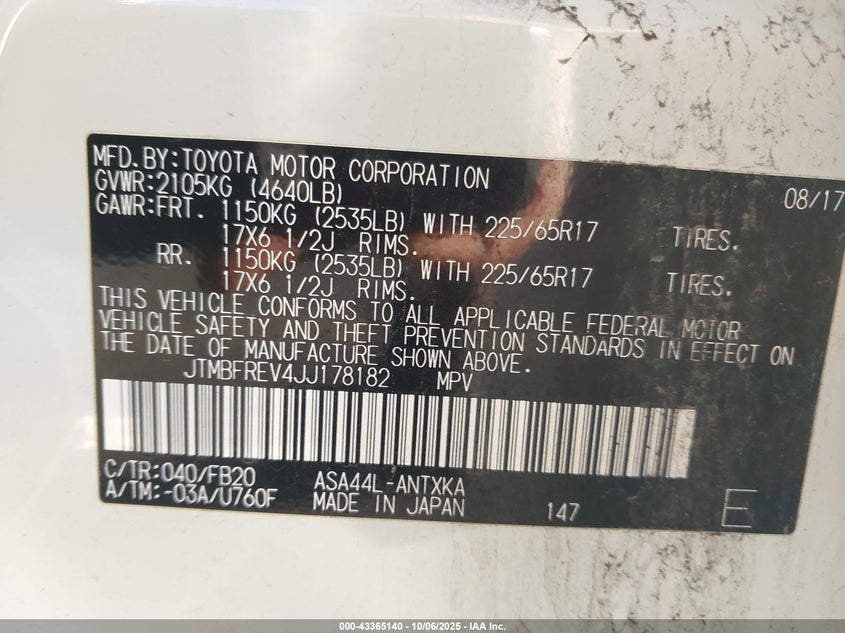 MFD.BY:TOYOTA MOTOR CORPORATION 08/17
GVWR:2105KG (4640LB)
GAWR:FRT. 1150KG (2535LB) WITH 225/65R17 TIRES.
17X6 1/2J RIMS.
RR. 1150KG (2535LB) WITH 225/65R17 TIRES.
17X6 1/2J RIMS.
THIS VEHICLE CONFORMS TO ALL APPLICABLE FEDERAL MOTOR
VEHICLE SAFETY AND THEFT PREVENTION STANDARDS IN EFFECT ON
THE DATE OF MANUFACTURE SHOWN ABOVE.
JTMBFREV4JJ178182 MPV
C/TR:040/FB20 ASA44L-ANTXKA
A/TM:-03A/U760F MADE IN JAPAN 147 E
000-43365140 - 10/06/2025 - IAA Inc.